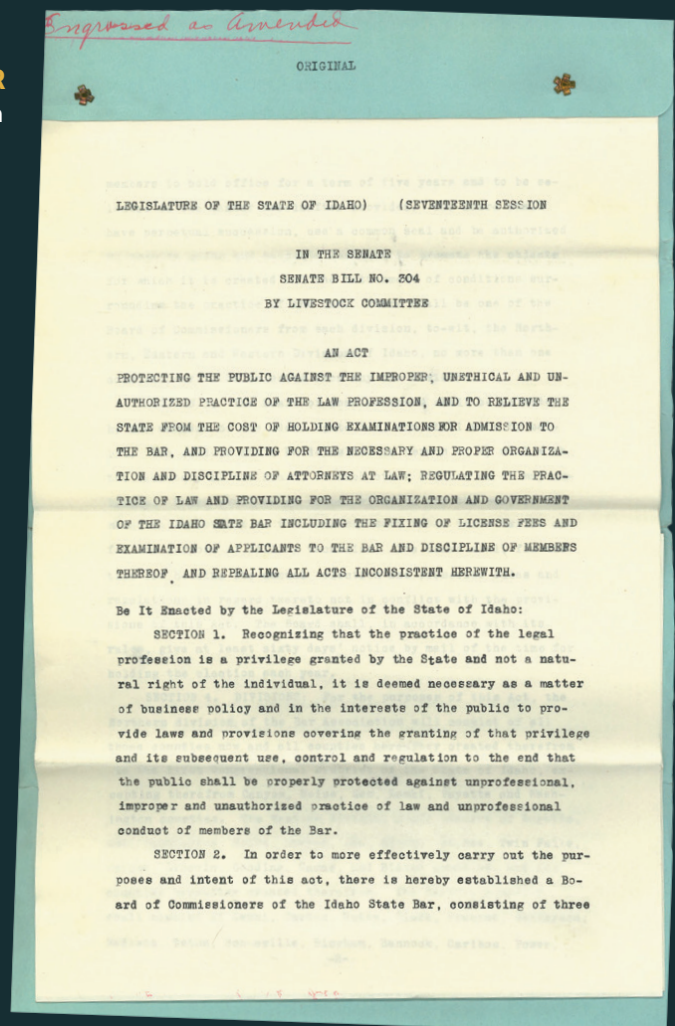 Engrossed as Amended
ORIGINAL
R
LEGISLATURE OF THE STATE OF IDAHO) (SEVENTEENTH SESSION
IN THE SENATE
SENATE BILL NO. 204
BY LIVESTOCK COMMITTEE
AN ACT
PROTECTING THE PUBLIC AGAINST THE IMPROPER, UNETHICAL AND UN-
AUTHORIZED PRACTICE OF THE LAW PROFESSION, AND TO RELIEVE THE
STATE FROM THE COST OF HOLDING EXAMINATIONS FOR ADMISSION TO
THE BAR, AND PROVIDING FOR THE NECESSARY AND PROPER ORGANIZA-
TION AND DISCIPLINE OF ATTORNEYS AT LAW; REGULATING THE PRAC-
TICE OF LAW AND PROVIDING FOR THE ORGANIZATION AND GOVERNMENT
OF THE IDAHO STATE BAR INCLUDING THE FIXING OF LICENSE FEES AND
EXAMINATION OF APPLICANTS TO THE BAR AND DISCIPLINE OF MEMBERS
THEREOF, AND REPEALING ALL ACTS INCONSISTENT HEREWITH.
Be It Enacted by the Legislature of the State of Idaho:
SECTION 1. Recognizing that the practice of the legal
profession is a privilege granted by the State and not a natu-
ral right of the individual, it is deemed necessary as a matter
of business policy and in the interests of the public to pro-
vide laws and provisions covering the granting of that privilege
and its subsequent use, control and regulation to the end that
the public shall be properly protected against unprofessional,
improper and unauthorized practice of law and unprofessional
conduct of members of the Bar.
SECTION 2. In order to more effectively carry out the pur-
poses and intent of this act, there is hereby established a Bo-
ard of Commissioners of the Idaho State Bar, consisting of three